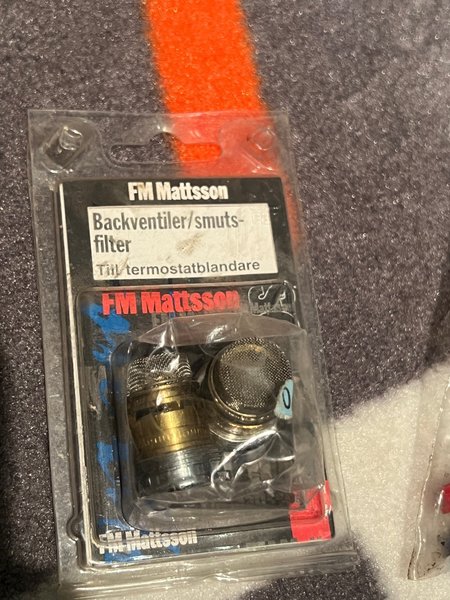 FM Mattsson
Backventiler/smuts-
filter
Till termostatblandare
FM Mattsson
FM Mattsson